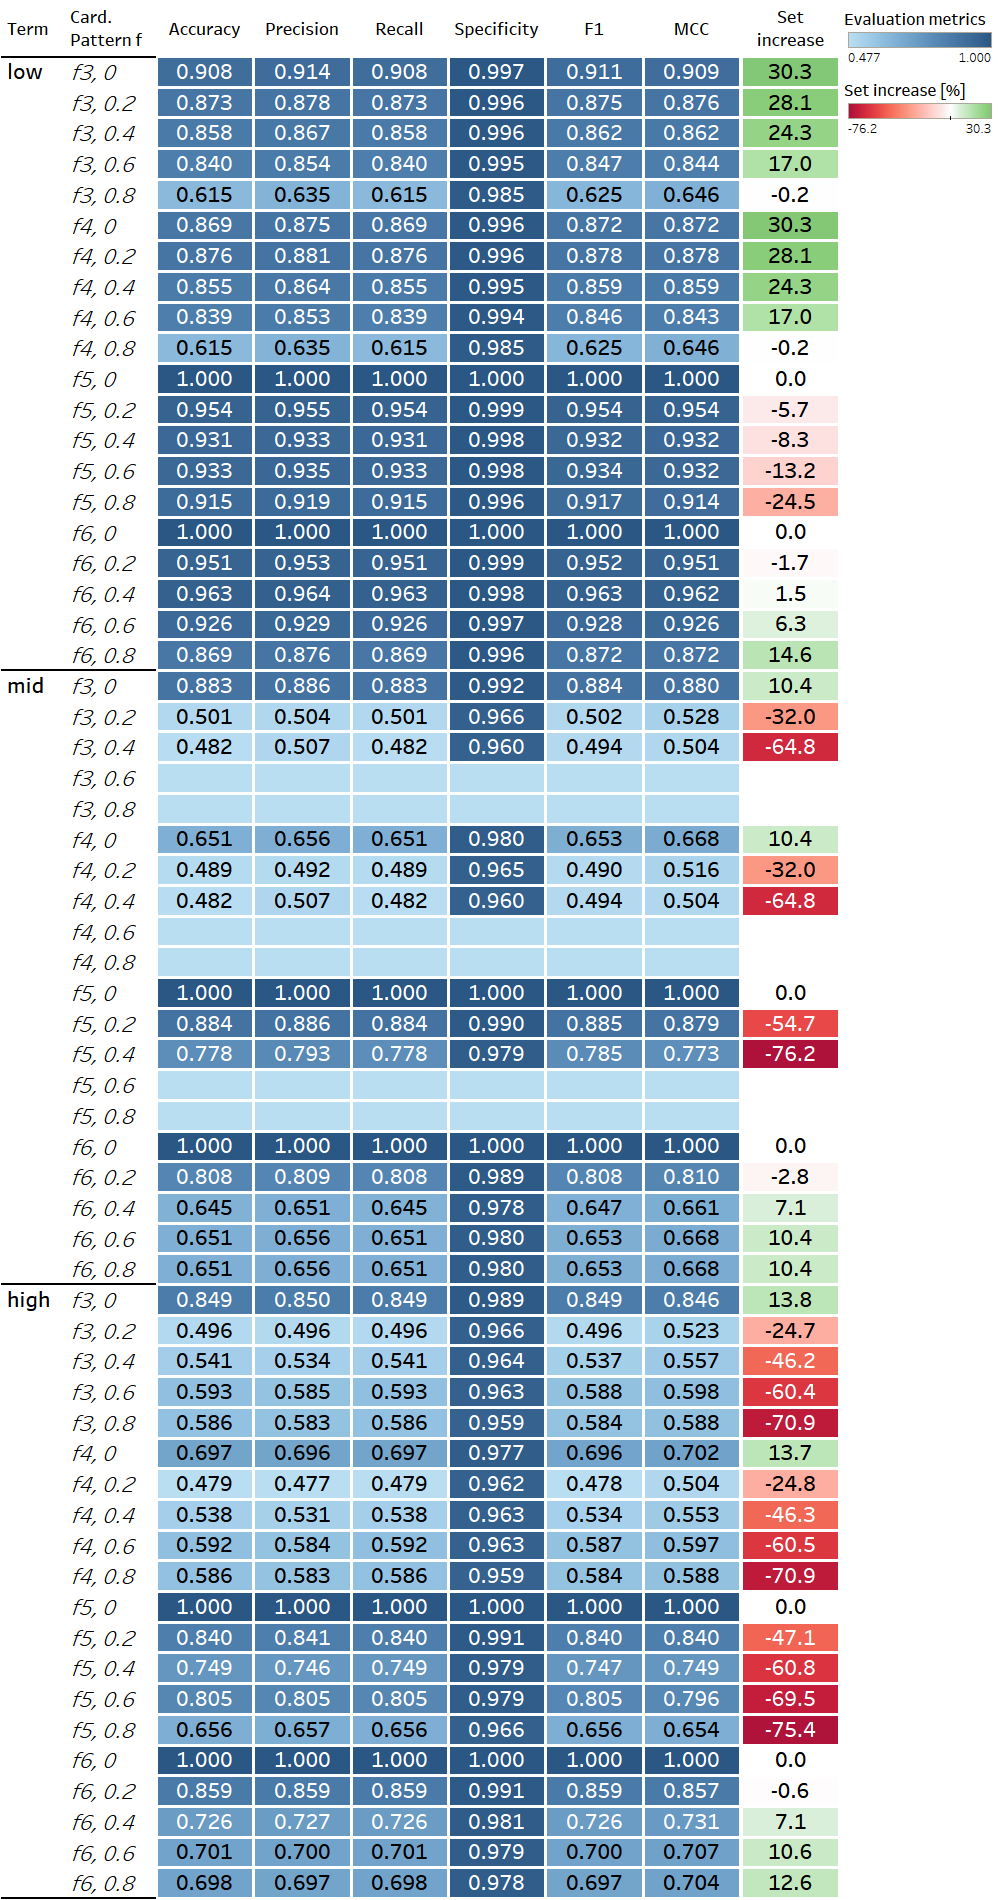 Term Card. Pattern f Accuracy Precision Recall Specificity F1 MCC Set increase
Evaluation metrics
0.477 1.000
Set increase [%]
-76.2 30.3
low f3, 0 0.908 0.914 0.908 0.997 0.911 0.909 30.3
f3, 0.2 0.873 0.878 0.873 0.996 0.875 0.876 28.1
f3, 0.4 0.858 0.867 0.858 0.996 0.862 0.862 24.3
f3, 0.6 0.840 0.854 0.840 0.995 0.847 0.844 17.0
f3, 0.8 0.615 0.635 0.615 0.985 0.625 0.646 -0.2
f4, 0 0.869 0.875 0.869 0.996 0.872 0.872 30.3
f4, 0.2 0.876 0.881 0.876 0.996 0.878 0.878 28.1
f4, 0.4 0.855 0.864 0.855 0.995 0.859 0.859 24.3
f4, 0.6 0.839 0.853 0.839 0.994 0.846 0.843 17.0
f4, 0.8 0.615 0.635 0.615 0.985 0.625 0.646 -0.2
f5, 0 1.000 1.000 1.000 1.000 1.000 1.000 0.0
f5, 0.2 0.954 0.955 0.954 0.999 0.954 0.954 -5.7
f5, 0.4 0.931 0.933 0.931 0.998 0.932 0.932 -8.3
f5, 0.6 0.933 0.935 0.933 0.998 0.934 0.932 -13.2
f5, 0.8 0.915 0.919 0.915 0.996 0.917 0.914 -24.5
f6, 0 1.000 1.000 1.000 1.000 1.000 1.000 0.0
f6, 0.2 0.951 0.953 0.951 0.999 0.952 0.951 -1.7
f6, 0.4 0.963 0.964 0.963 0.998 0.963 0.962 1.5
f6, 0.6 0.926 0.929 0.926 0.997 0.928 0.926 6.3
f6, 0.8 0.869 0.876 0.869 0.996 0.872 0.872 14.6
mid f3, 0 0.883 0.886 0.883 0.992 0.884 0.880 10.4
f3, 0.2 0.501 0.504 0.501 0.966 0.502 0.528 -32.0
f3, 0.4 0.482 0.507 0.482 0.960 0.494 0.504 -64.8
f3, 0.6
f3, 0.8
f4, 0 0.651 0.656 0.651 0.980 0.653 0.668 10.4
f4, 0.2 0.489 0.492 0.489 0.965 0.490 0.516 -32.0
f4, 0.4 0.482 0.507 0.482 0.960 0.494 0.504 -64.8
f4, 0.6
f4, 0.8
f5, 0 1.000 1.000 1.000 1.000 1.000 1.000 0.0
f5, 0.2 0.884 0.886 0.884 0.990 0.885 0.879 -54.7
f5, 0.4 0.778 0.793 0.778 0.979 0.785 0.773 -76.2
f5, 0.6
f5, 0.8
f6, 0 1.000 1.000 1.000 1.000 1.000 1.000 0.0
f6, 0.2 0.808 0.809 0.808 0.989 0.808 0.810 -2.8
f6, 0.4 0.645 0.651 0.645 0.978 0.647 0.661 7.1
f6, 0.6 0.651 0.656 0.651 0.980 0.653 0.668 10.4
f6, 0.8 0.651 0.656 0.651 0.980 0.653 0.668 10.4
high f3, 0 0.849 0.850 0.849 0.989 0.849 0.846 13.8
f3, 0.2 0.496 0.496 0.496 0.966 0.496 0.523 -24.7
f3, 0.4 0.541 0.534 0.541 0.964 0.537 0.557 -46.2
f3, 0.6 0.593 0.585 0.593 0.963 0.588 0.598 -60.4
f3, 0.8 0.586 0.583 0.586 0.959 0.584 0.588 -70.9
f4, 0 0.697 0.696 0.697 0.977 0.696 0.702 13.7
f4, 0.2 0.479 0.477 0.479 0.962 0.478 0.504 -24.8
f4, 0.4 0.538 0.531 0.538 0.963 0.534 0.553 -46.3
f4, 0.6 0.592 0.584 0.592 0.963 0.587 0.597 -60.5
f4, 0.8 0.586 0.583 0.586 0.959 0.584 0.588 -70.9
f5, 0 1.000 1.000 1.000 1.000 1.000 1.000 0.0
f5, 0.2 0.840 0.841 0.840 0.991 0.840 0.840 -47.1
f5, 0.4 0.749 0.746 0.749 0.979 0.747 0.749 -60.8
f5, 0.6 0.805 0.805 0.805 0.979 0.805 0.796 -69.5
f5, 0.8 0.656 0.657 0.656 0.966 0.656 0.654 -75.4
f6, 0 1.000 1.000 1.000 1.000 1.000 1.000 0.0
f6, 0.2 0.859 0.859 0.859 0.991 0.859 0.857 -0.6
f6, 0.4 0.726 0.727 0.726 0.981 0.726 0.731 7.1
f6, 0.6 0.701 0.700 0.701 0.979 0.700 0.707 10.6
f6, 0.8 0.698 0.697 0.698 0.978 0.697 0.704 12.6